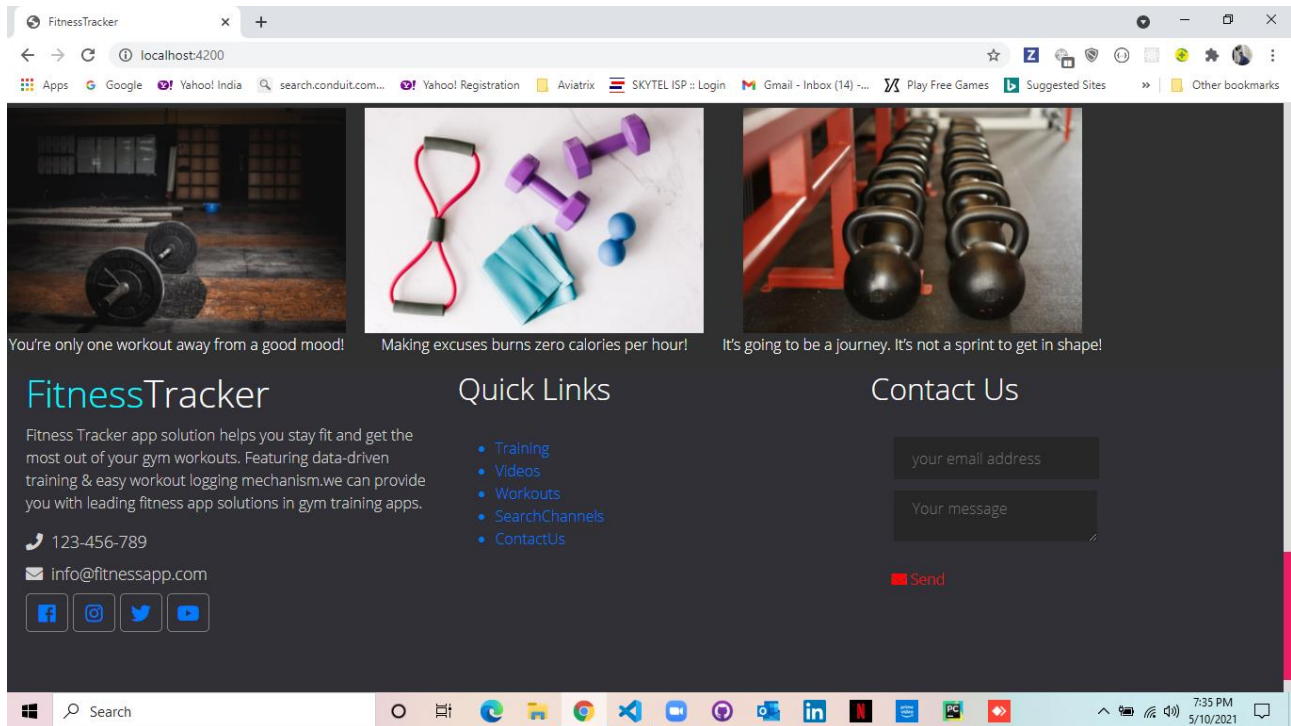 FitnessTracker
localhost:4200
Apps
Google
Yahoo! India
search.conduit.com...
Yahoo! Registration
Aviatrix
SKYTEL ISP :: Login
Gmail - Inbox (14) -...
Play Free Games
Suggested Sites
»
Other bookmarks
You're only one workout away from a good mood!
Making excuses burns zero calories per hour!
It's going to be a journey. It's not a sprint to get in shape!
FitnessTracker
Fitness Tracker app solution helps you stay fit and get the
most out of your gym workouts. Featuring data-driven
training & easy workout logging mechanism.we can provide
you with leading fitness app solutions in gym training apps.
123-456-789
info@fitnessapp.com
Quick Links
Training
Videos
Workouts
SearchChannels
ContactUs
Contact Us
your email address
Your message
Send
Search
7:35 PM
5/10/2021